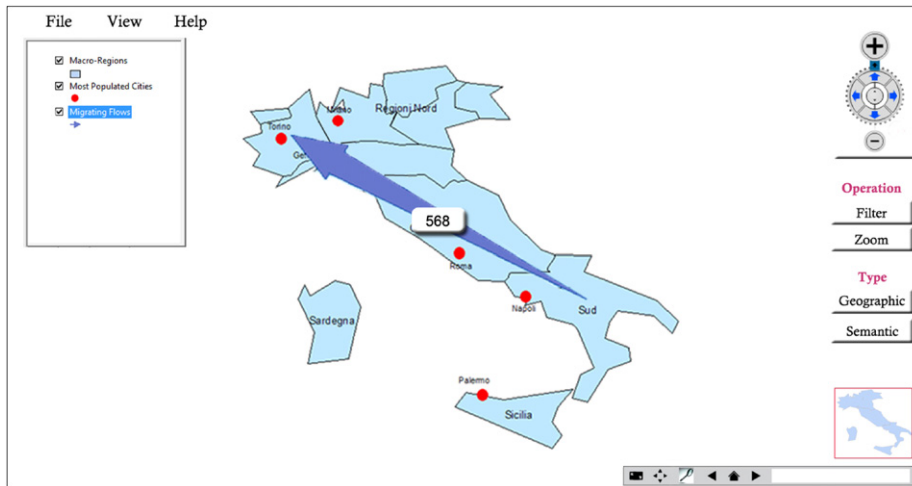 File View Help
Macro-Regions
Most Populated Cities
Migrating Flows
Regioni Nord
Torino
568
Roma
Napoli
Sud
Sardegna
Palermo
Sicilia
Operation
Filter
Zoom
Type
Geographic
Semantic